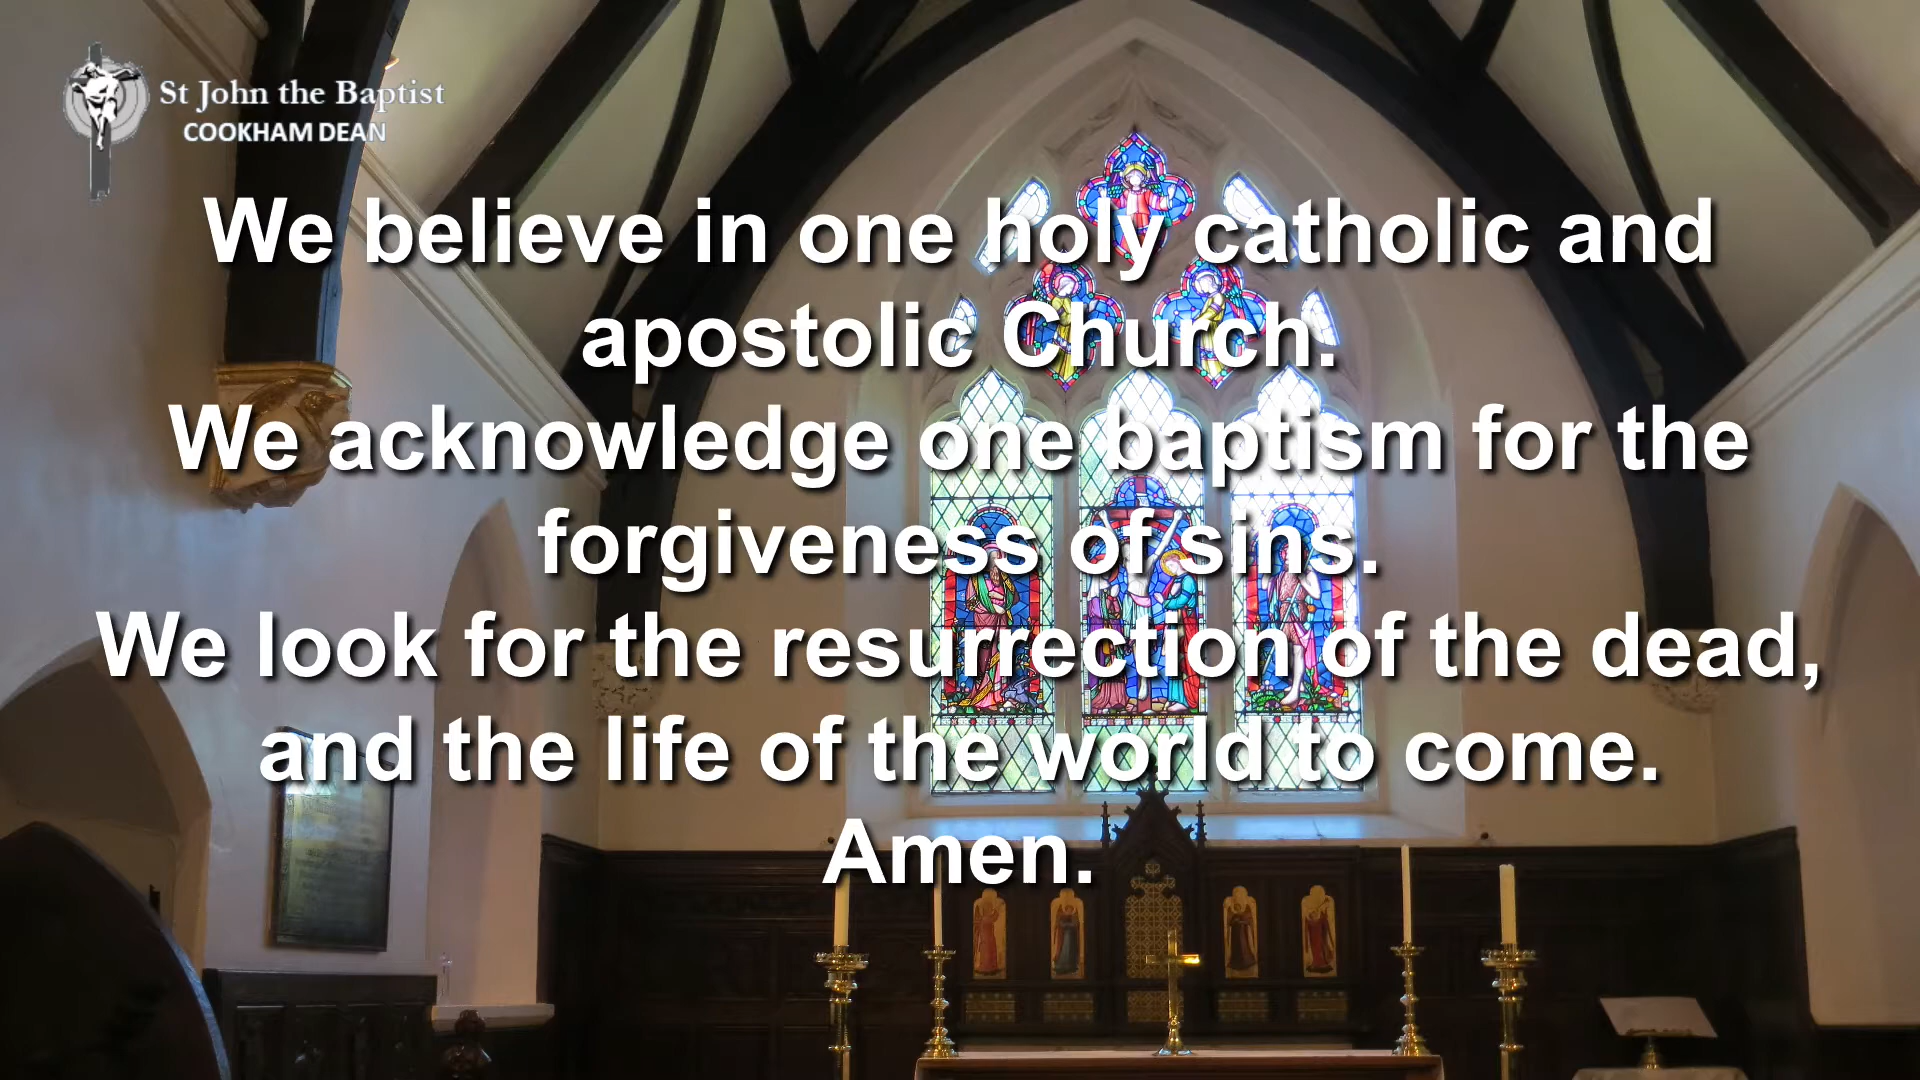 St John the Baptist
COOKHAM DEAN
We believe in one holy catholic and
apostolic Church.
We acknowledge one baptism for the
forgiveness of sins.
We look for the resurrection of the dead,
and the life of the world to come.
Amen.